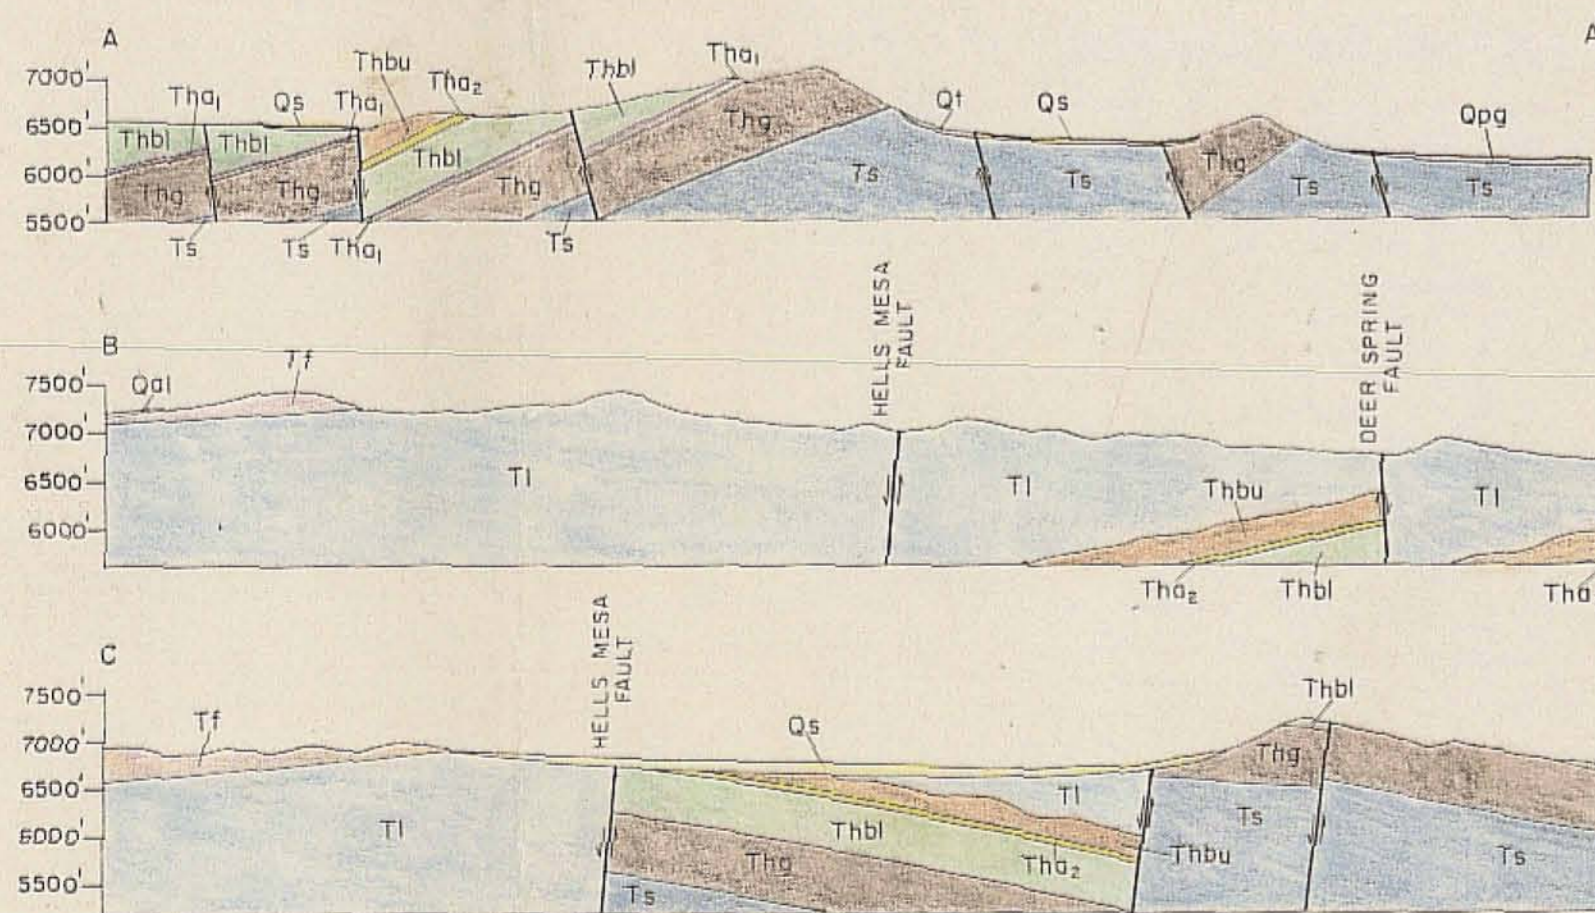 A A
7000'
6500'
6000'
5500'
Tha₁ Qs Tha₁ Thbu Tha₂ Thbl Tha₁ Qt Qs Qpg
Thbl Thbl Thbl Thg Thg
Thg Thg Thg Ts Ts Ts Ts
Ts Ts Tha₁ Ts
HELLS MESA
FAULT
DEER SPRING
FAULT
B
7500'
7000'
6500'
6000'
Qal Tf
Tl Tl Thbu Tl
Tha₂ Thbl Tha
HELLS MESA
FAULT
C
7500'
7000'
6500'
6000'
5500'
Tf Qs Thbl
Thg
Tl Ts
Tl Thbl Thbu
Thg Tha₂ Ts
Ts